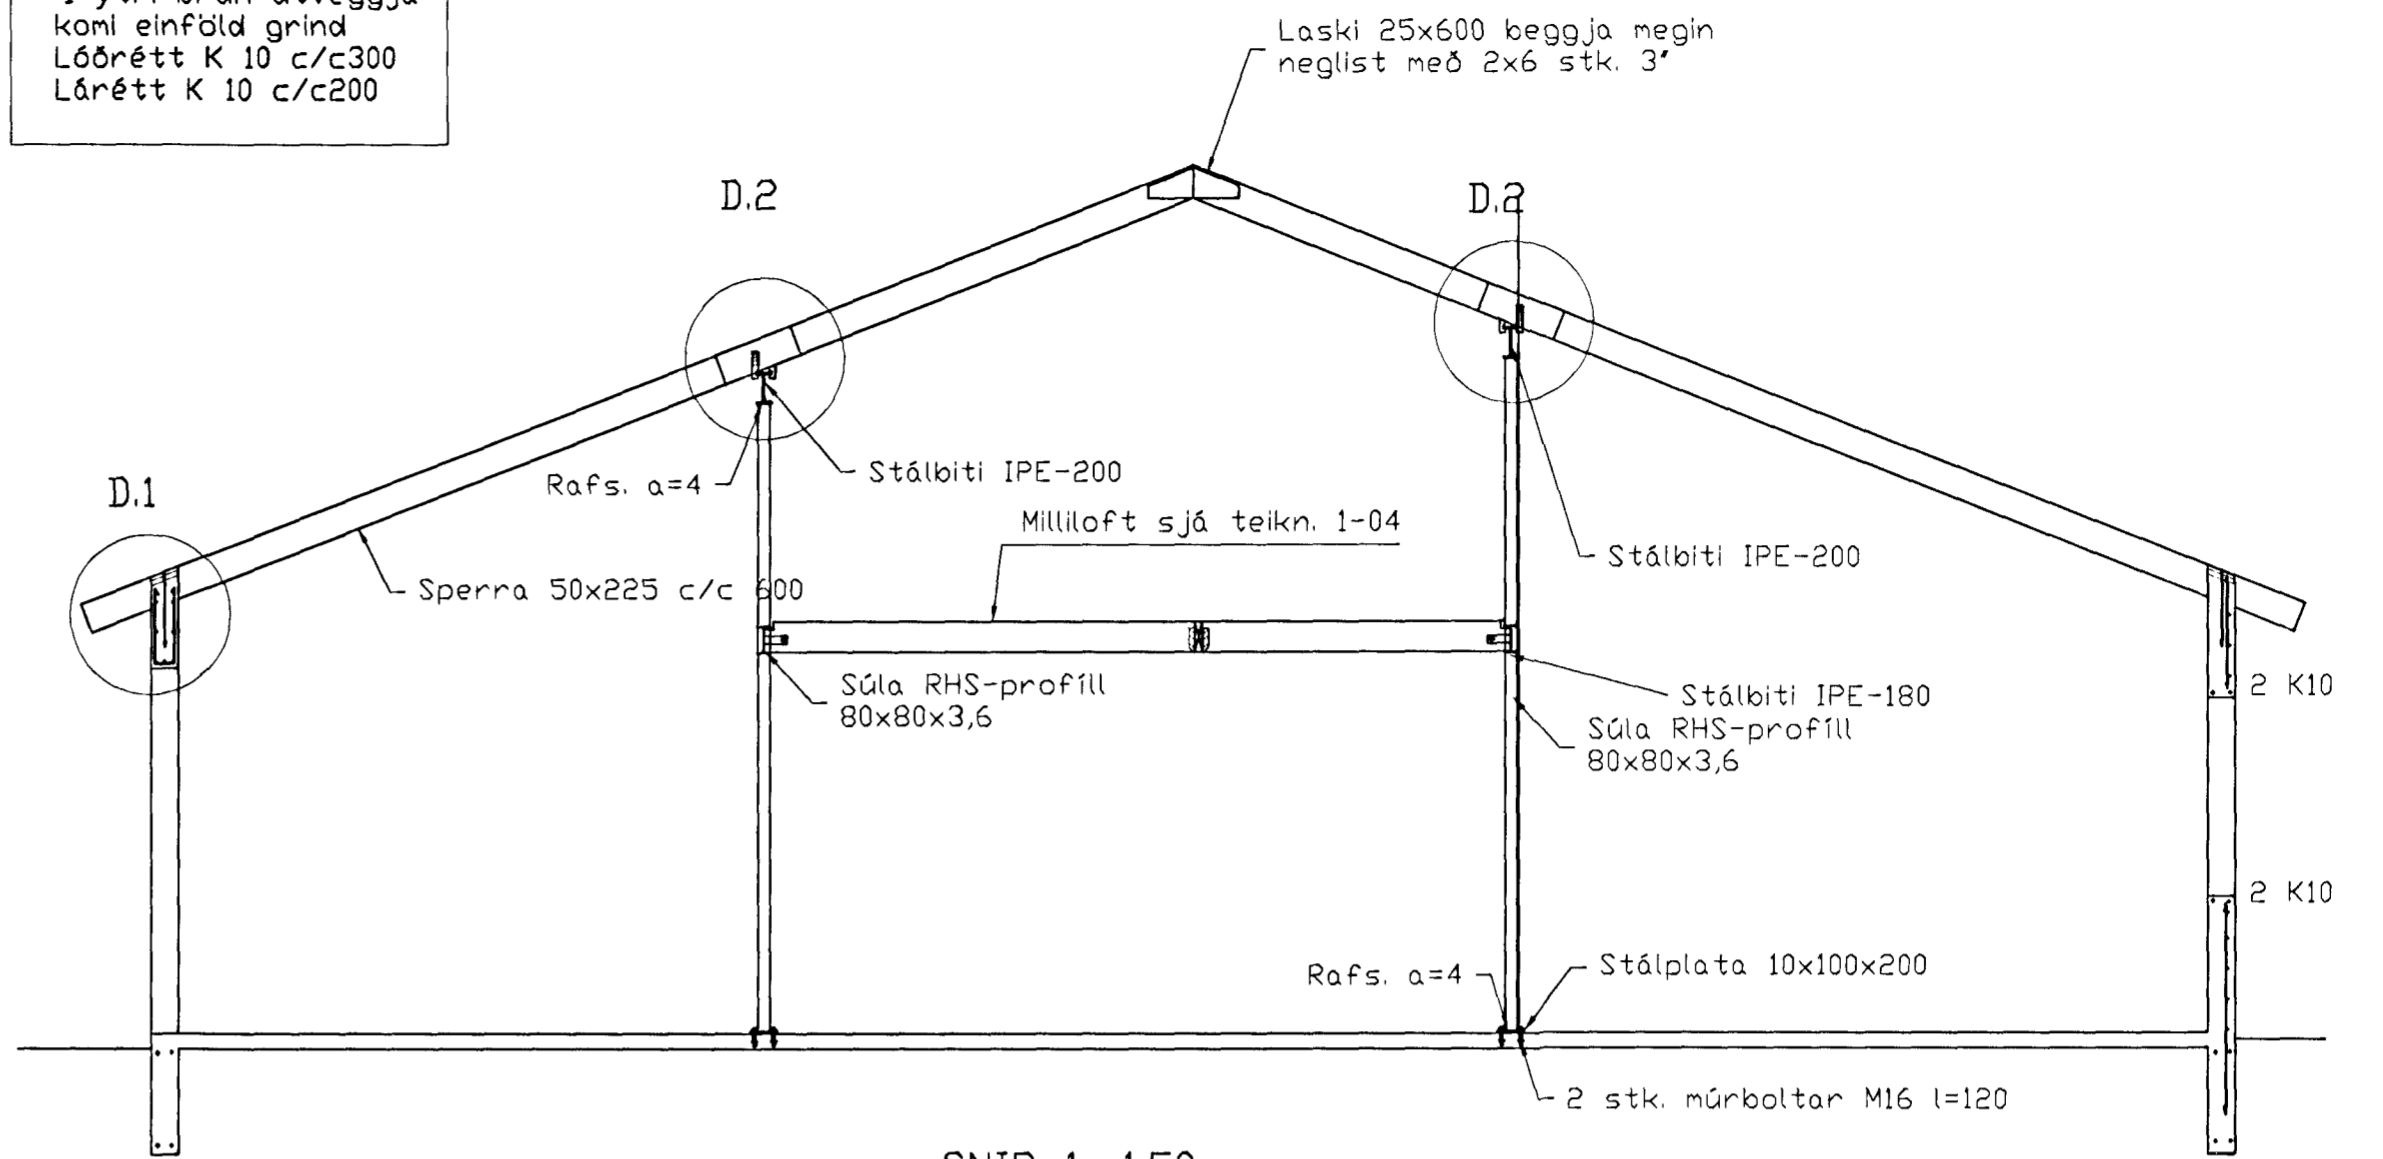 komi einföld grind
Lóðrétt K 10 c/c300
Lárétt K 10 c/c200
Laski 25x600 beggja megin
neglist með 2x6 stk. 3"
D.2
D.2
D.1
Rafs. a=4
Stálbiti IPE-200
Milliloft sjá teikn. 1-04
Stálbiti IPE-200
Sperra 50x225 c/c 600
Súla RHS-profíll
80x80x3,6
Stálbiti IPE-180
Súla RHS-profíll
80x80x3,6
2 K10
2 K10
Rafs. a=4
Stálplata 10x100x200
2 stk. múrboltar M16 l=120